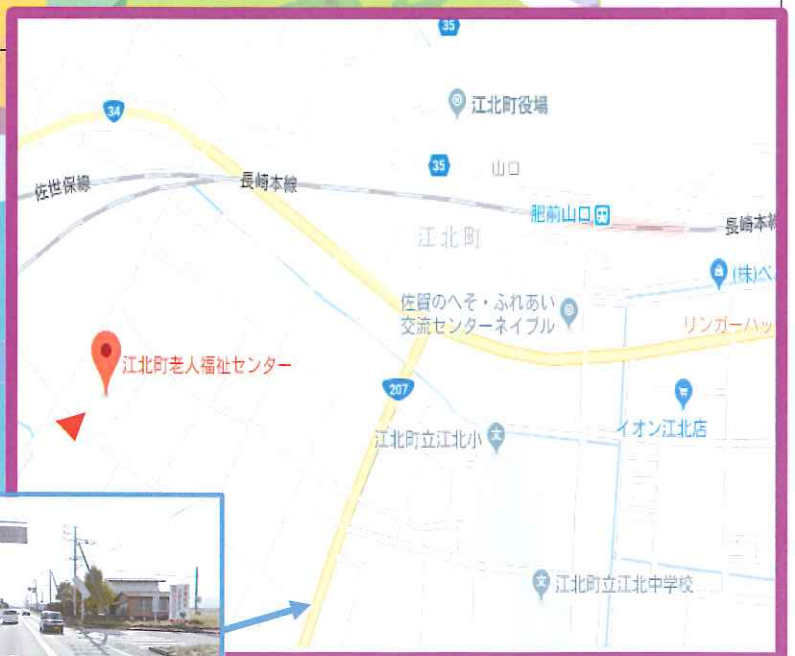 35
34
江北町役場
35
山口
佐世保線
長崎本線
肥前山口
長崎本線
江北町
(株)ベ
佐賀のへそ・ふれあい
交流センターネイブル
リンガーハッ
江北町老人福祉センター
207
イオン江北店
江北町立江北小
江北町立江北中学校